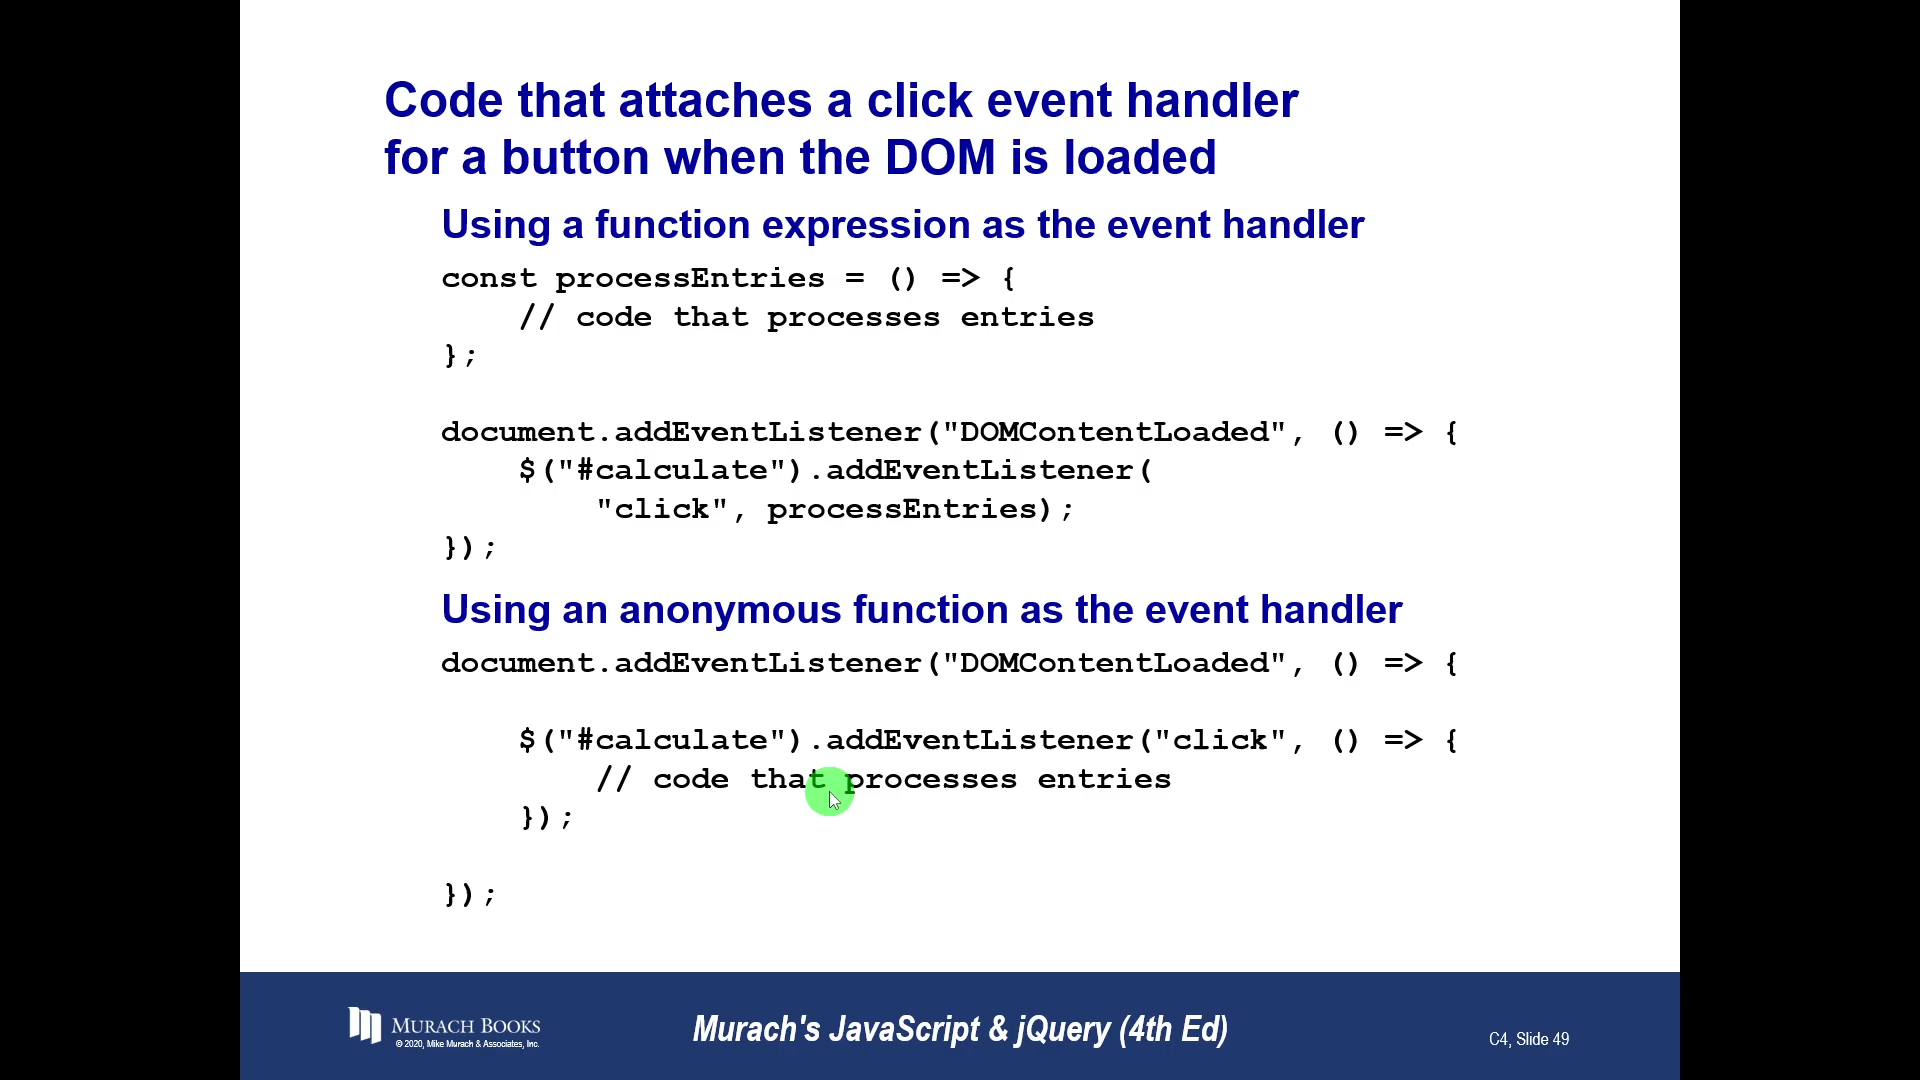 Code that attaches a click event handler
for a button when the DOM is loaded
Using a function expression as the event handler
const processEntries = () => {
    // code that processes entries
};
document.addEventListener("DOMContentLoaded", () => {
    $("#calculate").addEventListener(
        "click", processEntries);
});
Using an anonymous function as the event handler
document.addEventListener("DOMContentLoaded", () => {
    $("#calculate").addEventListener("click", () => {
        // code that processes entries
    });
});
MURACH BOOKS
© 2020, Mike Murach & Associates, Inc.
Murach's JavaScript & jQuery (4th Ed)
C4, Slide 49